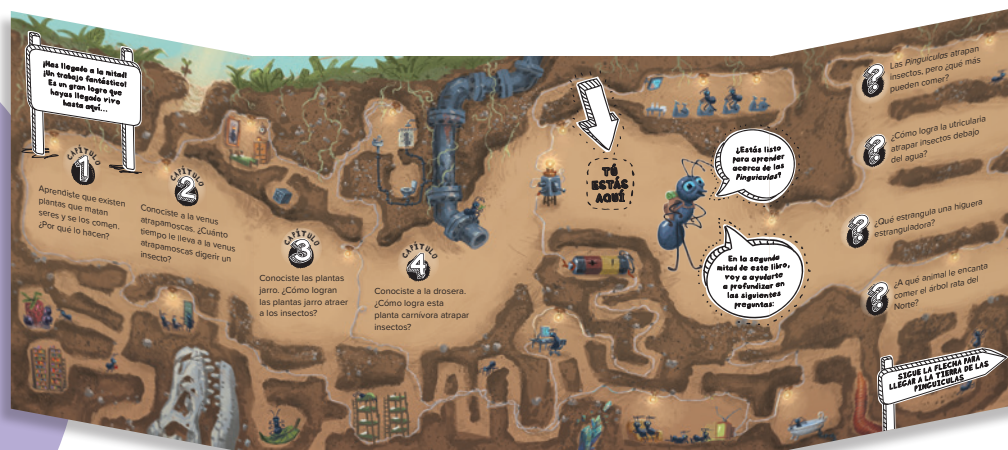 ¡Has llegado a la mitad!
¡Un trabajo fantástico!
Es un gran logro que
hayas llegado vivo
hasta aquí...
CAPÍTULO
1
Aprendiste que existen
plantas que matan
seres y se los comen.
¿Por qué lo hacen?
CAPÍTULO
2
Conociste a la venus
atrapamoscas. ¿Cuánto
tiempo le lleva a la venus
atrapamoscas digerir un
insecto?
CAPÍTULO
3
Conociste las plantas
jarro. ¿Cómo logran
las plantas jarro atraer
a los insectos?
CAPÍTULO
4
Conociste a la drosera.
¿Cómo logra esta
planta carnívora atrapar
insectos?
TÚ
ESTÁS
AQUÍ
¿Estás listo
para aprender
acerca de las
Pinguiculas?
En la segunda
mitad de este libro,
voy a ayudarte
a profundizar en
las siguientes
preguntas:
?
Las Pinguiculas atrapan
insectos, pero ¿qué más
pueden comer?
?
¿Cómo logra la utricularia
atrapar insectos debajo
del agua?
?
¿Qué estrangula una higuera
estranguladora?
?
¿A qué animal le encanta
comer el árbol rata del
Norte?
SIGUE LA FLECHA PARA
LLEGAR A LA TIERRA DE LAS
PINGUICULAS